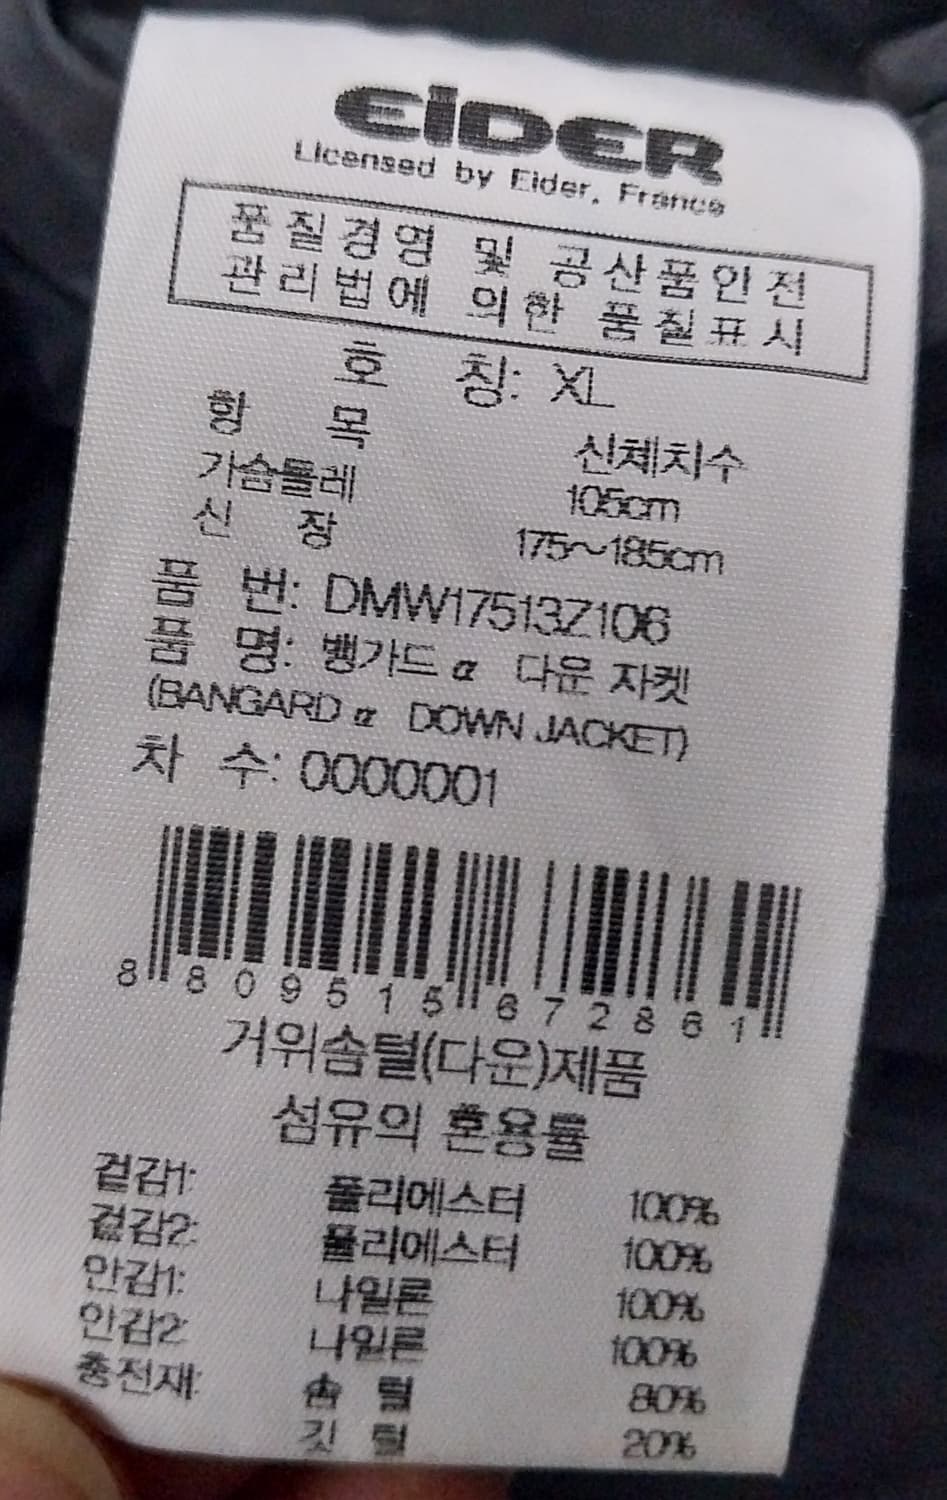 EiDER
Licensed by Eider, France
품질경영 및 공산품안전
관리법에 의한 품질표시
호 칭: XL
항 목 신체치수
가슴둘레 105cm
신 장 175~185cm
품 번: DMW17513Z106
품 명: 뱅가드 α 다운 자켓
(BANGARD α DOWN JACKET)
차 수: 0000001
8 809515 672861
거위솜털(다운)제품
섬유의 혼용률
겉감1: 폴리에스터 100%
겉감2: 폴리에스터 100%
안감1: 나일론 100%
안감2: 나일론 100%
충전재: 솜 털 80%
깃 털 20%